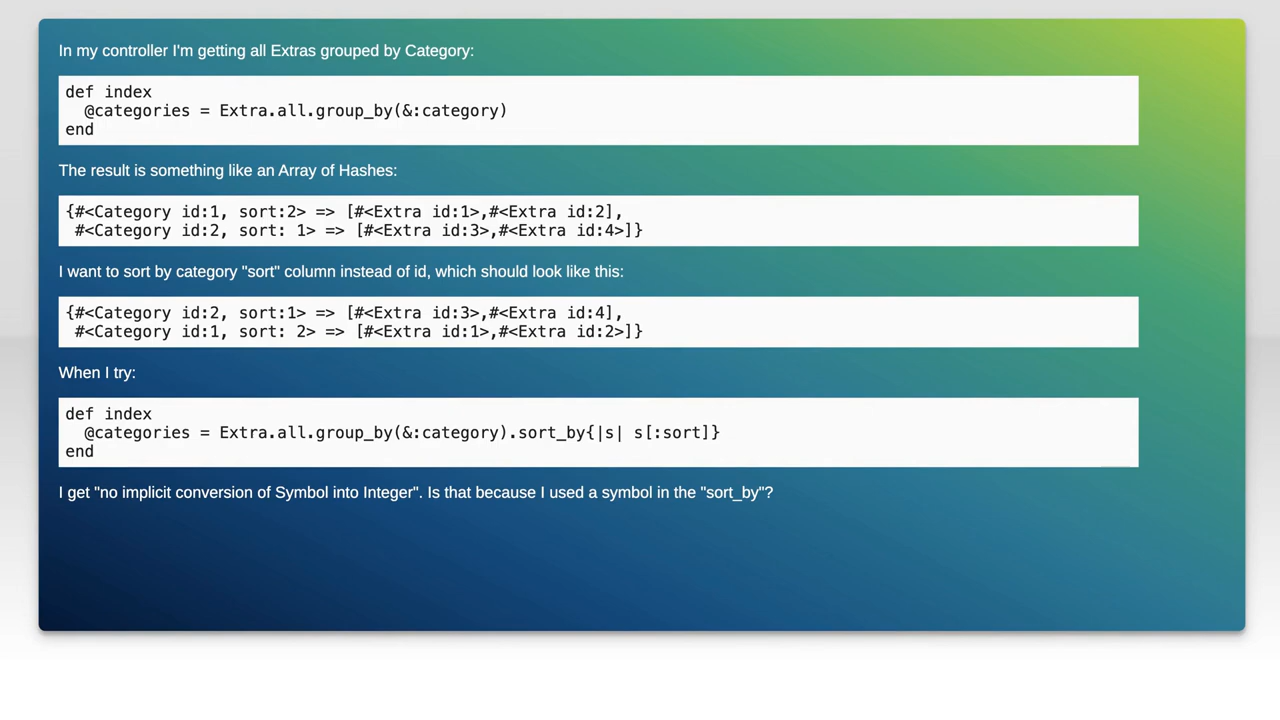 In my controller I'm getting all Extras grouped by Category:
def index
  @categories = Extra.all.group_by(&:category)
end
The result is something like an Array of Hashes:
{#<Category id:1, sort:2> => [#<Extra id:1>,#<Extra id:2],
 #<Category id:2, sort: 1> => [#<Extra id:3>,#<Extra id:4>]}
I want to sort by category "sort" column instead of id, which should look like this:
{#<Category id:2, sort:1> => [#<Extra id:3>,#<Extra id:4],
 #<Category id:1, sort: 2> => [#<Extra id:1>,#<Extra id:2>]}
When I try:
def index
  @categories = Extra.all.group_by(&:category).sort_by{|s| s[:sort]}
end
I get "no implicit conversion of Symbol into Integer". Is that because I used a symbol in the "sort_by"?